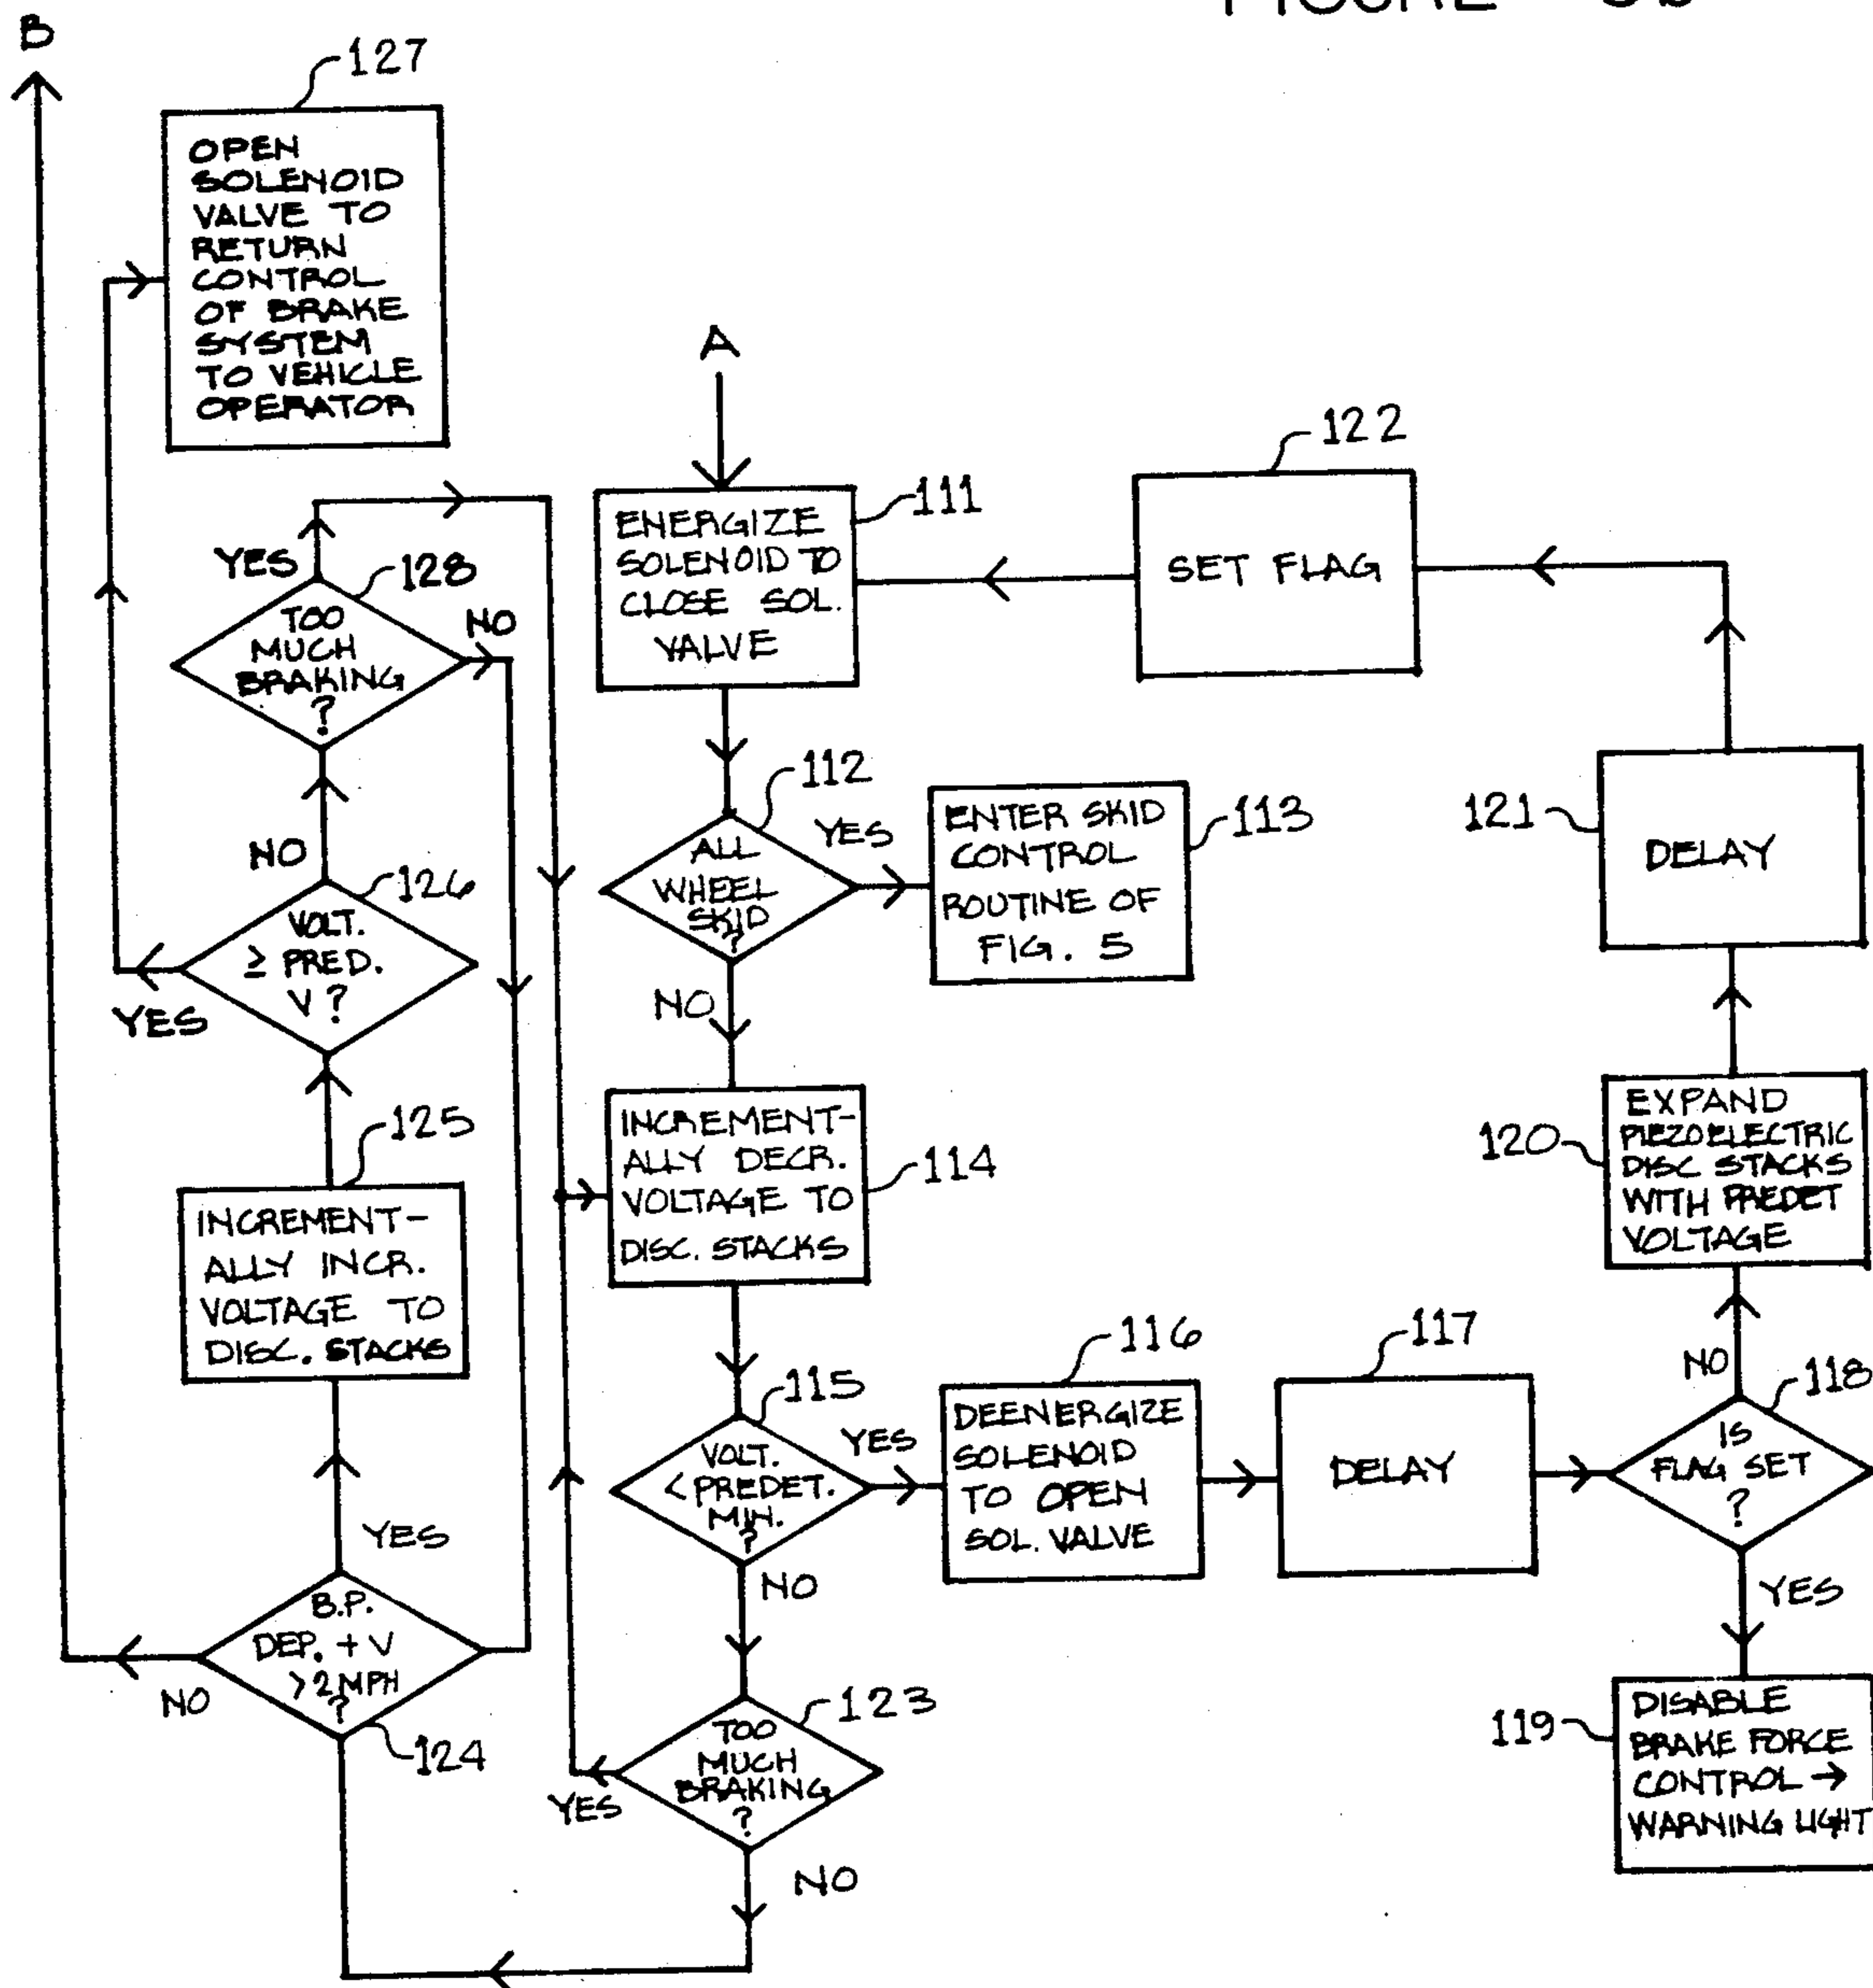 B
127
OPEN
SOLENOID
VALVE TO
RETURN
CONTROL
OF BRAKE
SYSTEM
TO VEHICLE
OPERATOR
A
122
SET FLAG
111
ENERGIZE
SOLENOID TO
CLOSE SOL.
VALVE
YES
128
TOO
MUCH
BRAKING
?
NO
112
ALL
WHEEL
SKID
?
YES
113
ENTER SKID
CONTROL
ROUTINE OF
FIG. 5
NO
121
DELAY
NO
126
VOLT.
≥ PRED.
V ?
YES
125
INCREMENT-
ALLY INCR.
VOLTAGE TO
DISC. STACKS
114
INCREMENT-
ALLY DECR.
VOLTAGE TO
DISC. STACKS
120
EXPAND
PIEZOELECTRIC
DISC STACKS
WITH PREDET
VOLTAGE
115
VOLT.
< PREDET.
MIN.
?
YES
116
DEENERGIZE
SOLENOID
TO OPEN
SOL. VALVE
117
DELAY
NO
118
IS
FLAG SET
?
YES
119
DISABLE
BRAKE FORCE
CONTROL →
WARNING LIGHT
NO
123
TOO
MUCH
BRAKING
?
YES
NO
YES
B.P.
DEP. + V
>2MPH
?
NO
124